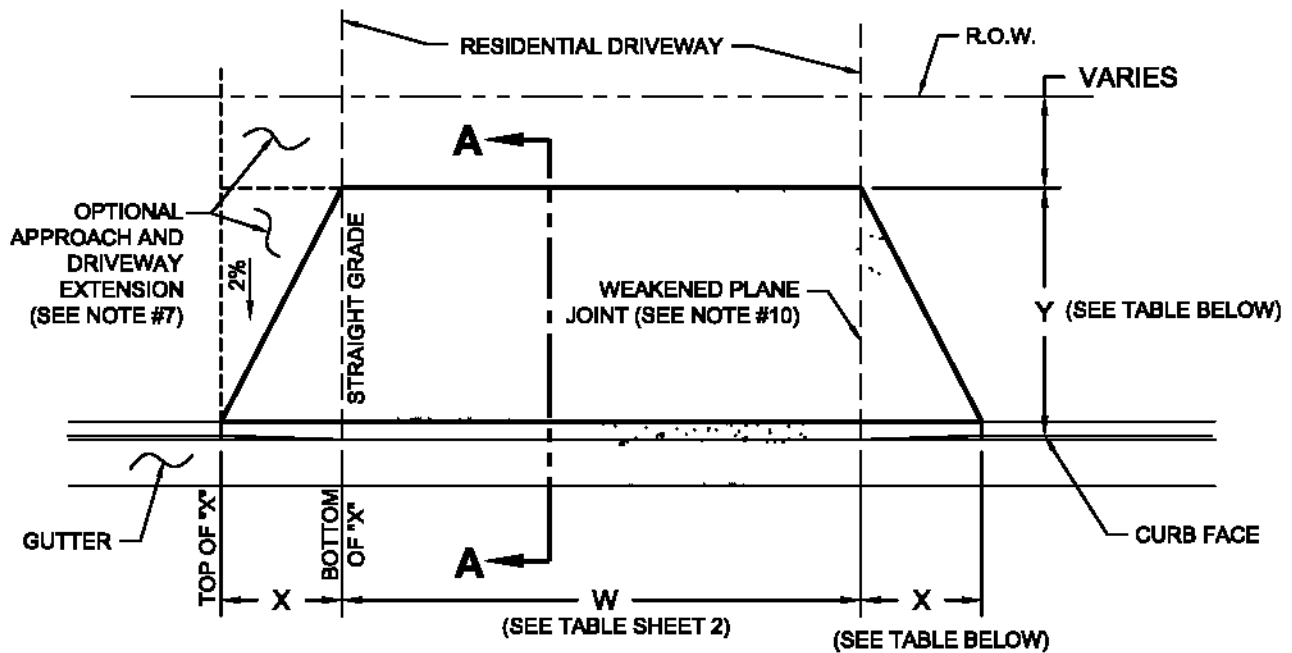 RESIDENTIAL DRIVEWAY
R.O.W.
VARIES
A
OPTIONAL
APPROACH AND
DRIVEWAY
EXTENSION
(SEE NOTE #7)
2%
STRAIGHT GRADE
WEAKENED PLANE
JOINT (SEE NOTE #10)
Y (SEE TABLE BELOW)
GUTTER
TOP OF "X"
BOTTOM
OF "X"
A
CURB FACE
X
W
X
(SEE TABLE SHEET 2)
(SEE TABLE BELOW)